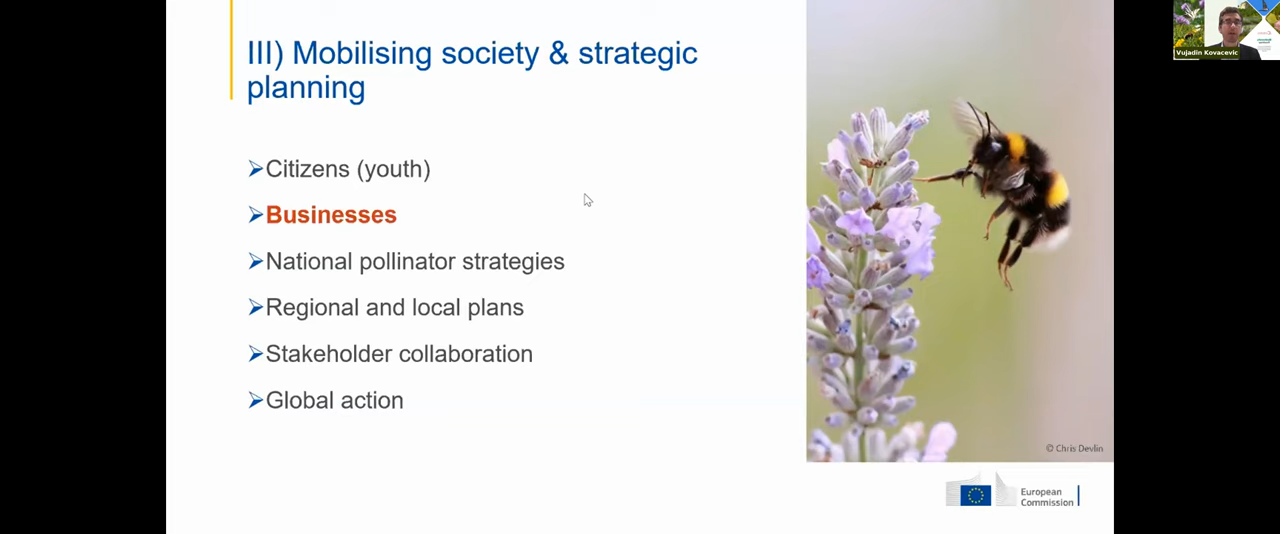 III) Mobilising society & strategic
planning
➢Citizens (youth)
➢Businesses
➢National pollinator strategies
➢Regional and local plans
➢Stakeholder collaboration
➢Global action
© Chris Devlin
European
Commission
Vujadin Kovacevic